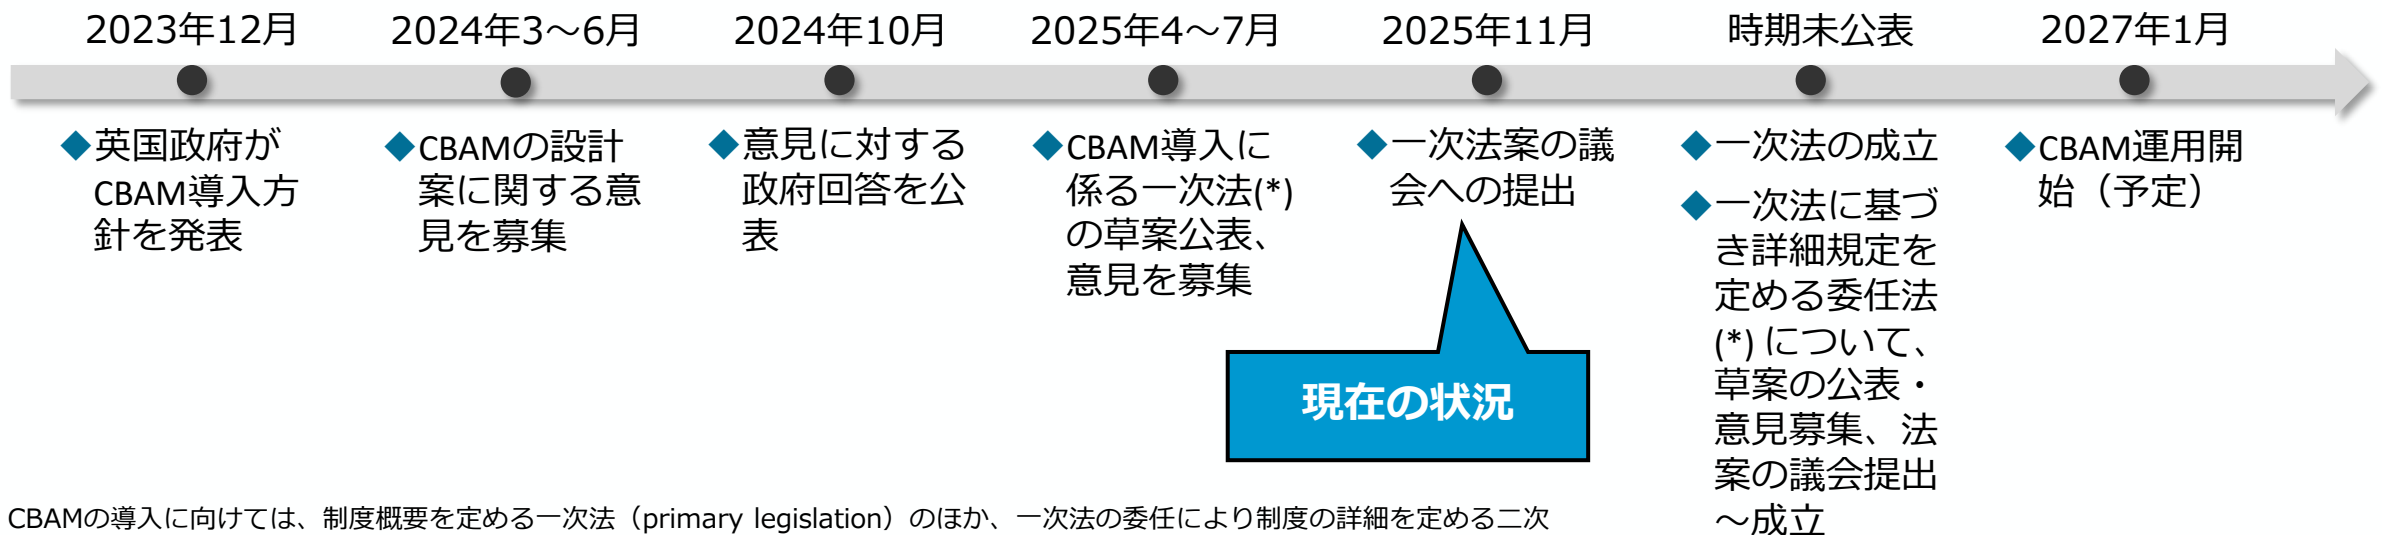 2023年12月
2024年3～6月
2024年10月
2025年4～7月
2025年11月
時期未公表
2027年1月
◆英国政府が
CBAM導入方
針を発表
◆CBAMの設計
案に関する意
見を募集
◆意見に対する
政府回答を公
表
◆CBAM導入に
係る一次法(*)
の草案公表、
意見を募集
◆一次法案の議
会への提出
◆一次法の成立
◆一次法に基づ
き詳細規定を
定める委任法
(*) について、
草案の公表・
意見募集、法
案の議会提出
～成立
◆CBAM運用開
始（予定）
現在の状況
CBAMの導入に向けては、制度概要を定める一次法（primary legislation）のほか、一次法の委任により制度の詳細を定める二次